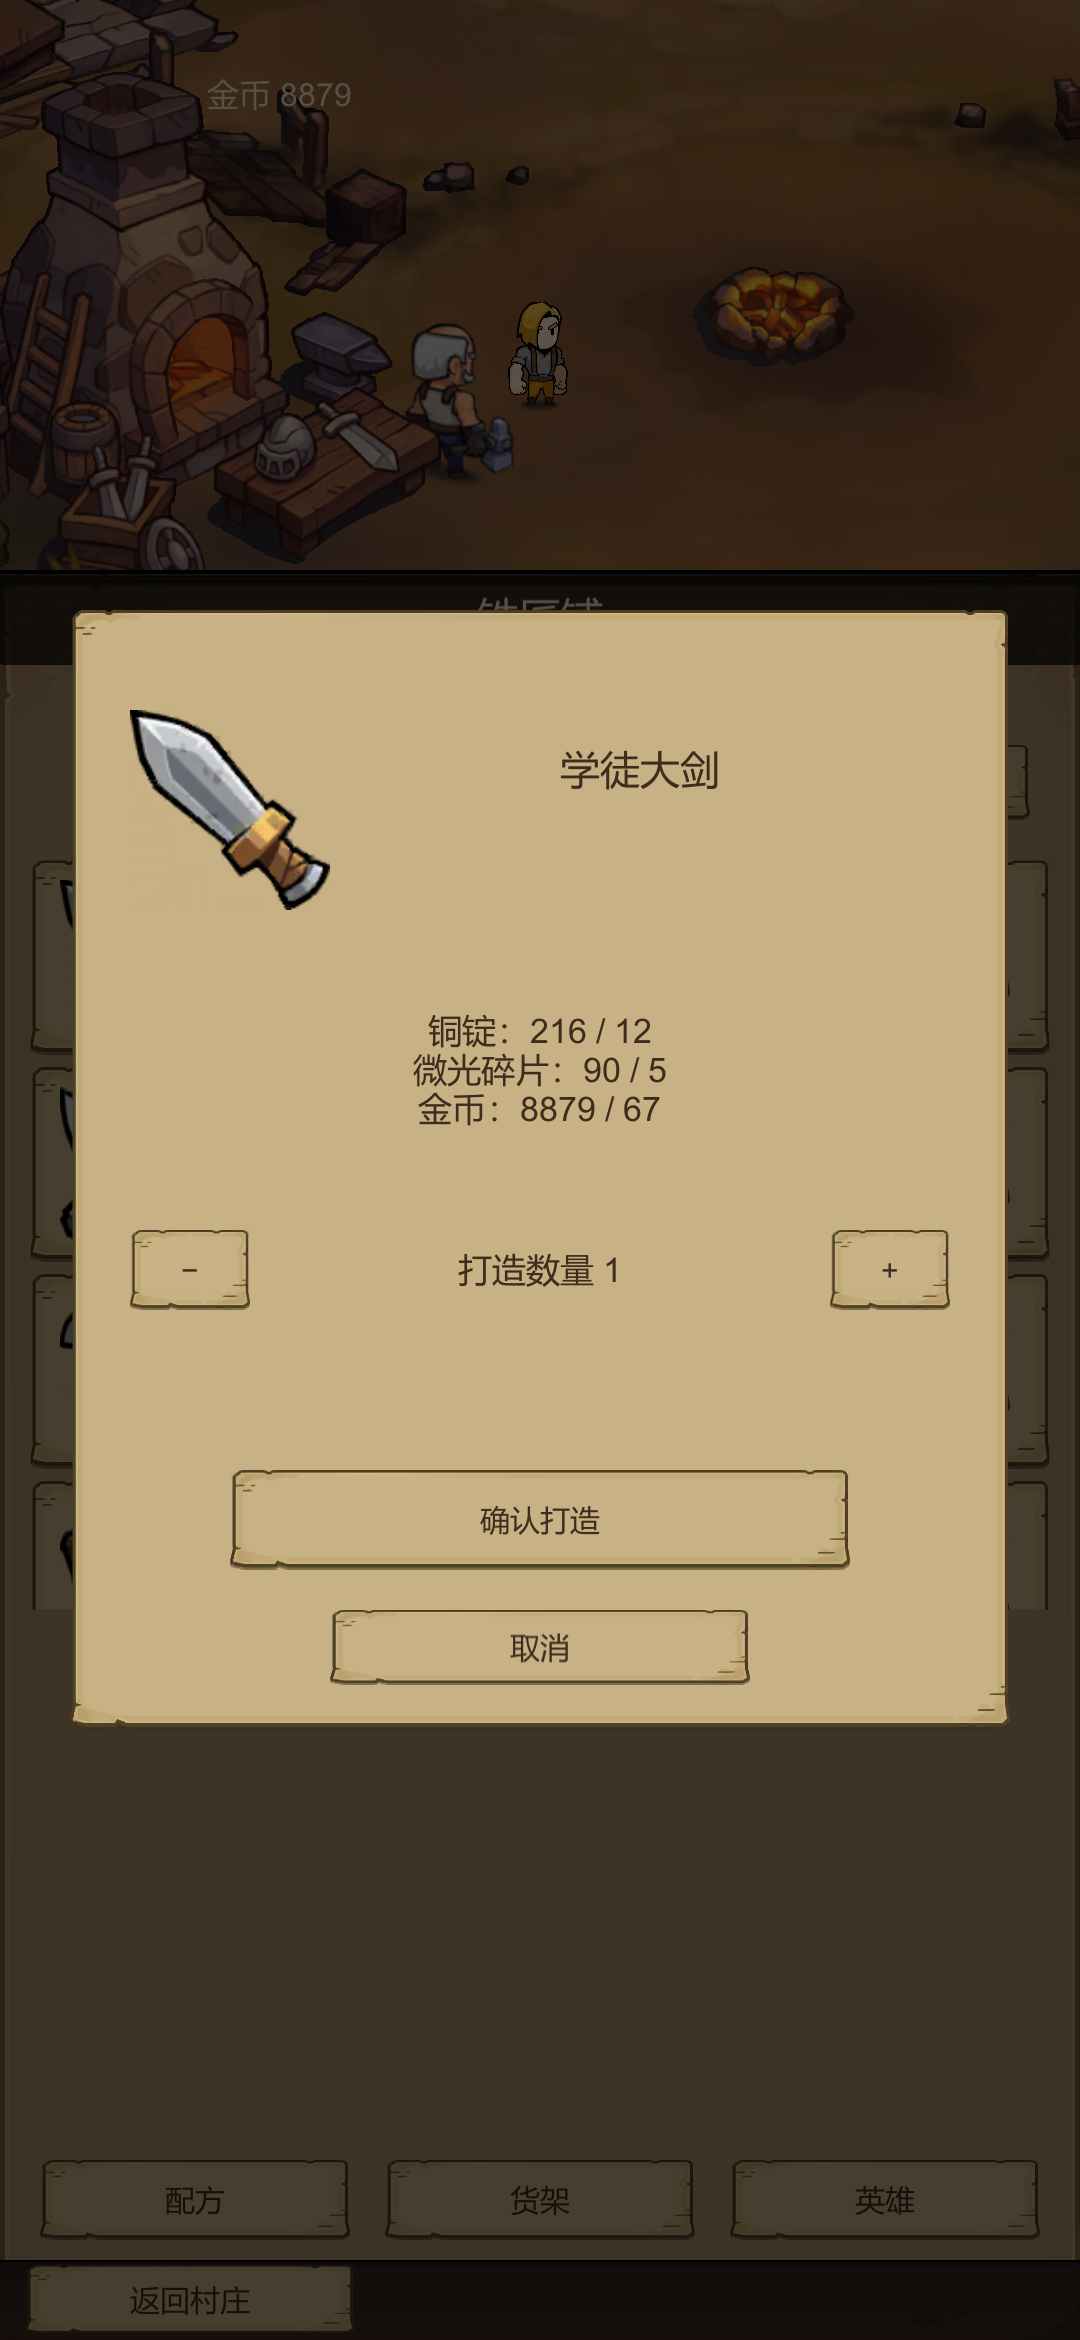 金币 8879
学徒大剑
铜锭：216 / 12
微光碎片：90 / 5
金币：8879 / 67
－
打造数量 1
＋
确认打造
取消
配方
货架
英雄
返回村庄